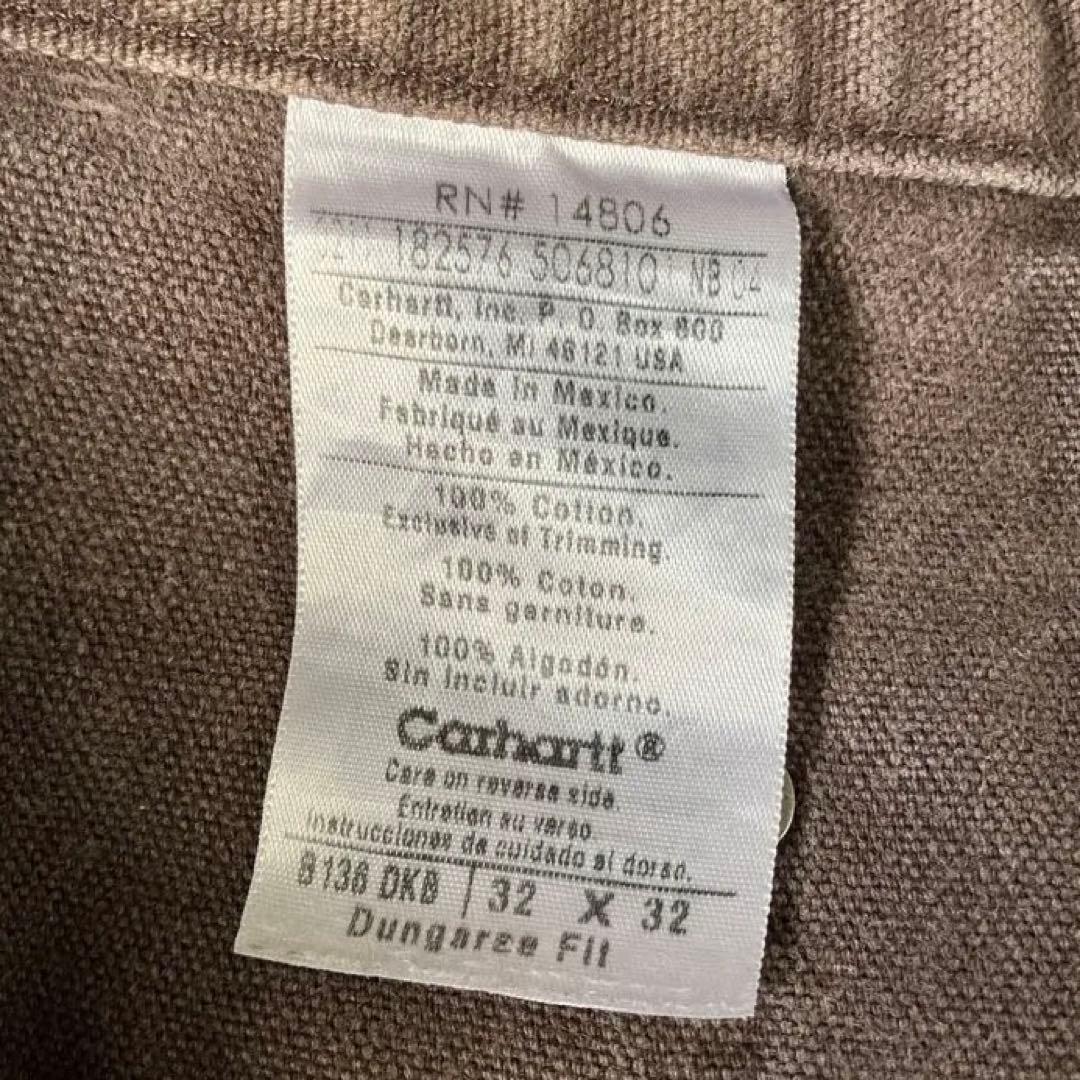 RN# 14806
182576 506810 NB 04
Carhartt, Inc. P. O. Box 600
Dearborn, MI 48121 USA
Made in Mexico.
Fabriqué au Mexique.
Hecho en México.
100% Cotton.
Exclusive of Trimming
100% Coton.
Sans garniture.
100% Algodón.
Sin incluir adorno.
Carhartt®
Care on reverse side.
Entretien au verso
Instrucciones de cuidado al dorso.
B136 DKB 32 X 32
Dungaree Fit